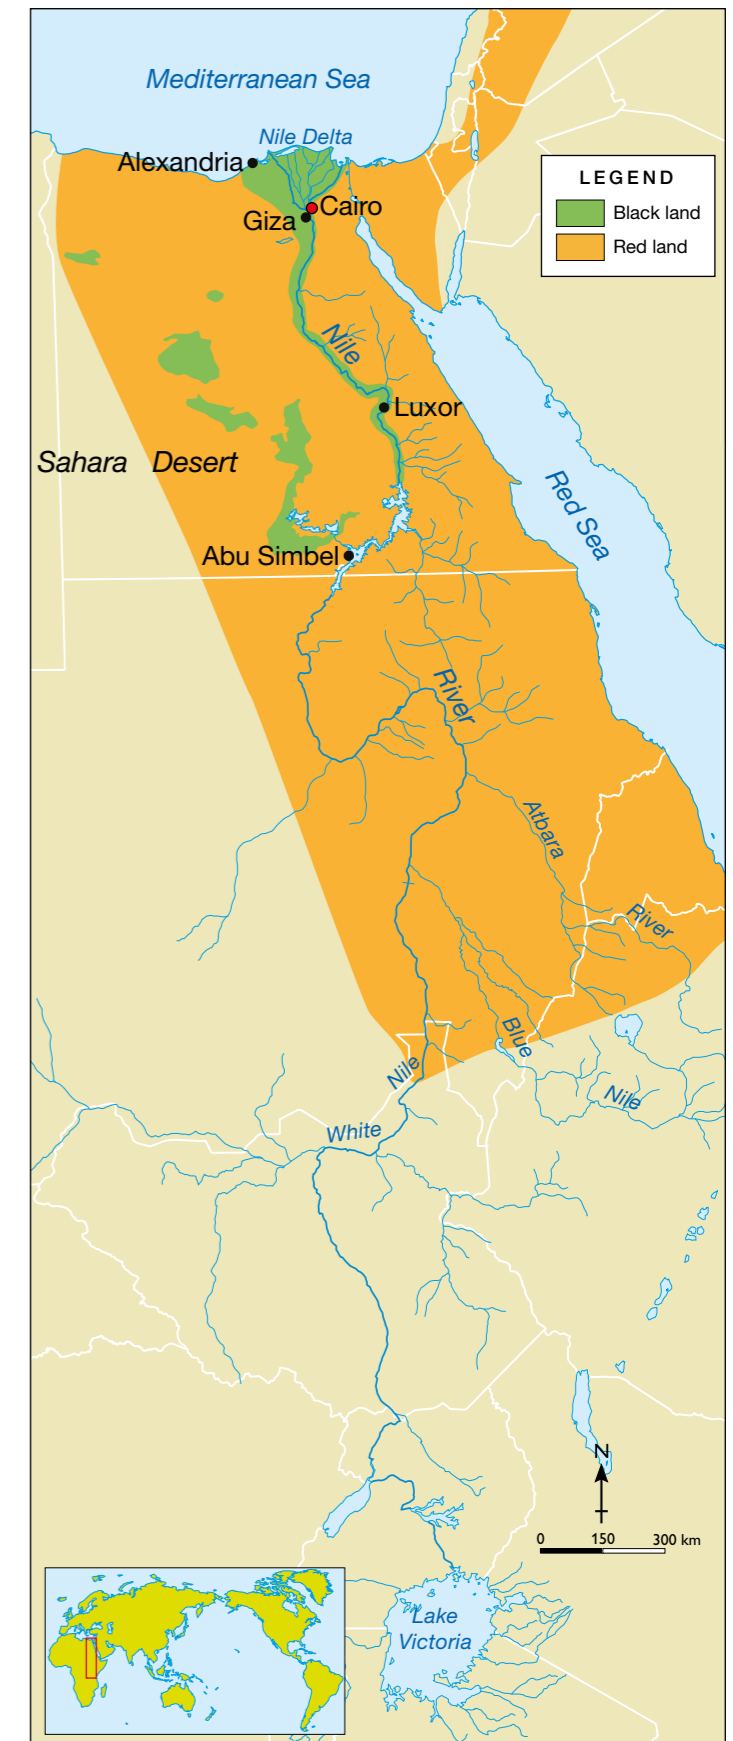 Mediterranean Sea
Nile Delta
Alexandria
Cairo
Giza
LEGEND
Black land
Red land
Nile
Luxor
Sahara Desert
Red Sea
Abu Simbel
River
Atbara
River
Blue
Nile
Nile
White
N
0 150 300 km
Lake
Victoria